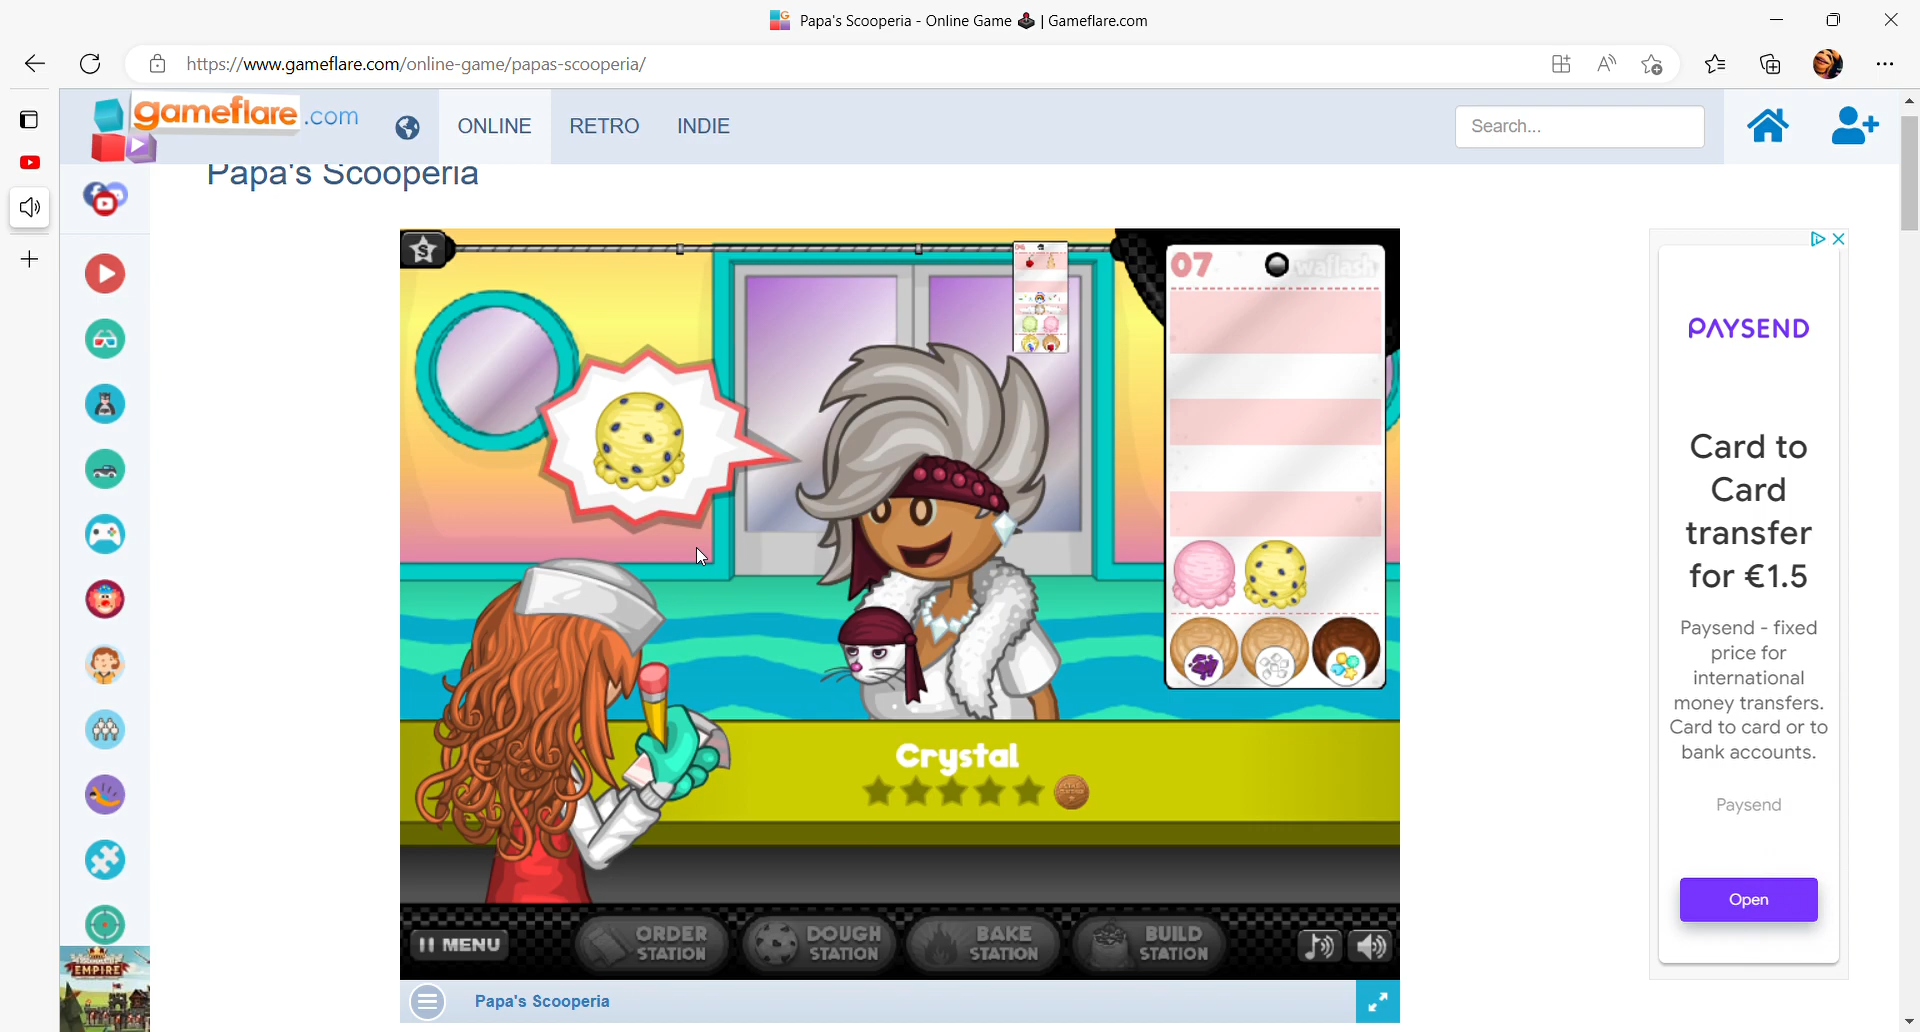 Papa's Scooperia - Online Game | Gameflare.com
https://www.gameflare.com/online-game/papas-scooperia/
gameflare.com
ONLINE
RETRO
INDIE
Search...
Papa's Scooperia
07
waflash
PAYSEND
Card to
Card
transfer
for €1.5
Paysend - fixed
price for
international
money transfers.
Card to card or to
bank accounts.
Paysend
Open
Crystal
MENU
ORDER
STATION
DOUGH
STATION
BAKE
STATION
BUILD
STATION
EMPIRE
Papa's Scooperia